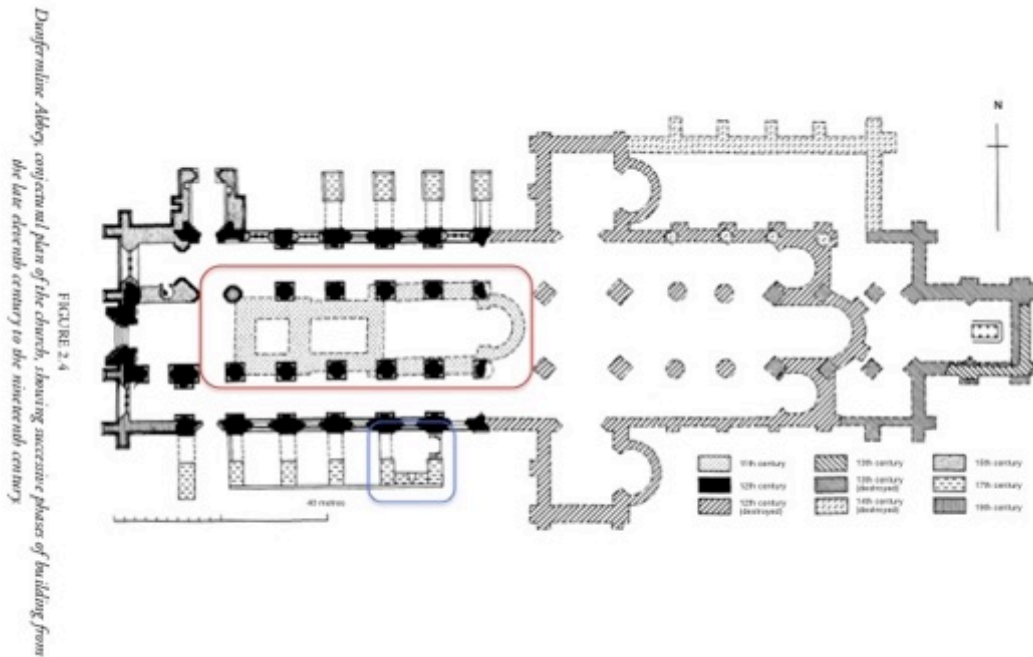 N
11th century
12th century
12th century
(destroyed)
13th century
13th century
(destroyed)
14th century
(destroyed)
15th century
17th century
19th century
40 metres
FIGURE 2.4
Dunfermline Abbey, conjectural plan of the church, showing successive phases of building from
the late eleventh century to the nineteenth century.